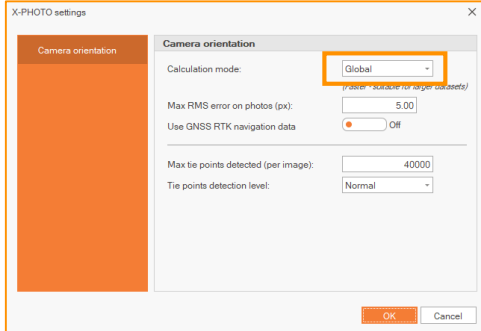 X-PHOTO settings
Camera orientation
Camera orientation
Calculation mode: Global
(Faster - suitable for larger datasets)
Max RMS error on photos (px): 5.00
Use GNSS RTK navigation data Off
Max tie points detected (per image): 40000
Tie points detection level: Normal
OK Cancel